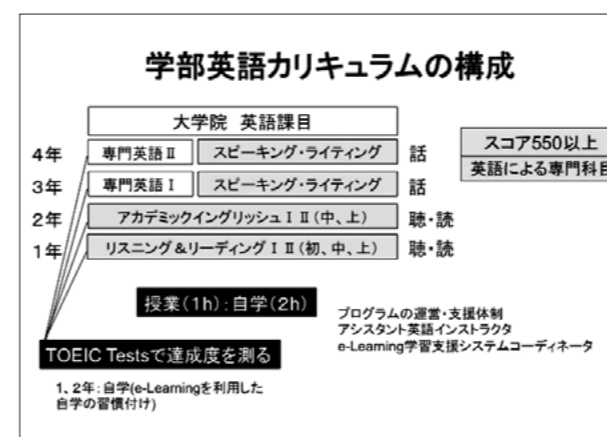 学部英語カリキュラムの構成
大学院 英語課目
4年 専門英語Ⅱ スピーキング・ライティング 話
スコア550以上
英語による専門科目
3年 専門英語Ⅰ スピーキング・ライティング 話
2年 アカデミックイングリッシュⅠⅡ(中、上) 聴・読
1年 リスニング&リーディングⅠⅡ(初、中、上) 聴・読
授業(1h):自学(2h)
プログラムの運営・支援体制
アシスタント英語インストラクタ
e-Learning学習支援システムコーディネータ
TOEIC Testsで達成度を測る
1、2年:自学(e-Learningを利用した
自学の習慣付け)